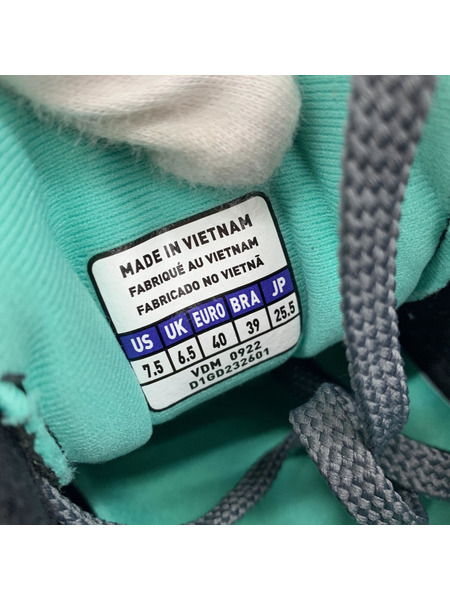 MADE IN VIETNAM
FABRIQUÉ AU VIETNAM
FABRICADO NO VIETNÃ
US UK EURO BRA JP
7.5 6.5 40 39 25.5
VDM 0922
D1GD232601